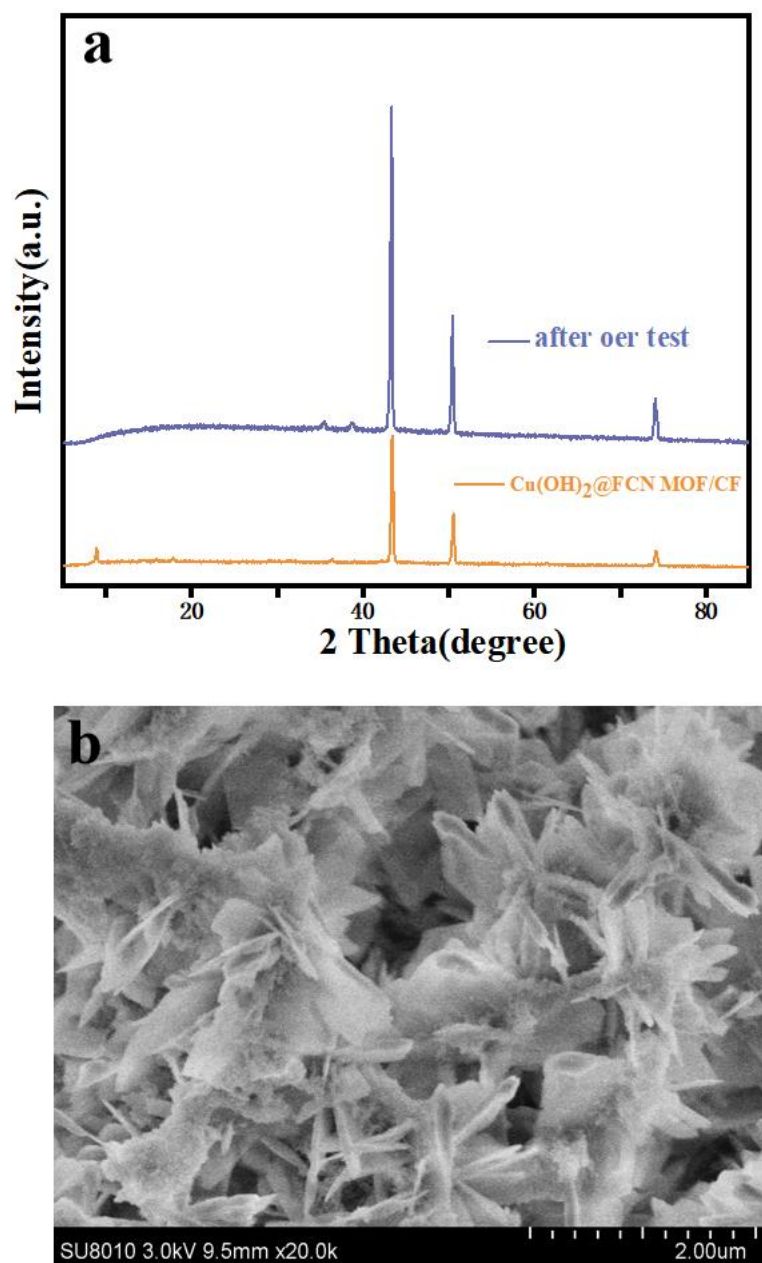 a
Intensity(a.u.)
after oer test
Cu(OH)₂@FCN MOF/CF
20 40 60 80
2 Theta(degree)
b
SU8010 3.0kV 9.5mm x20.0k 2.00um